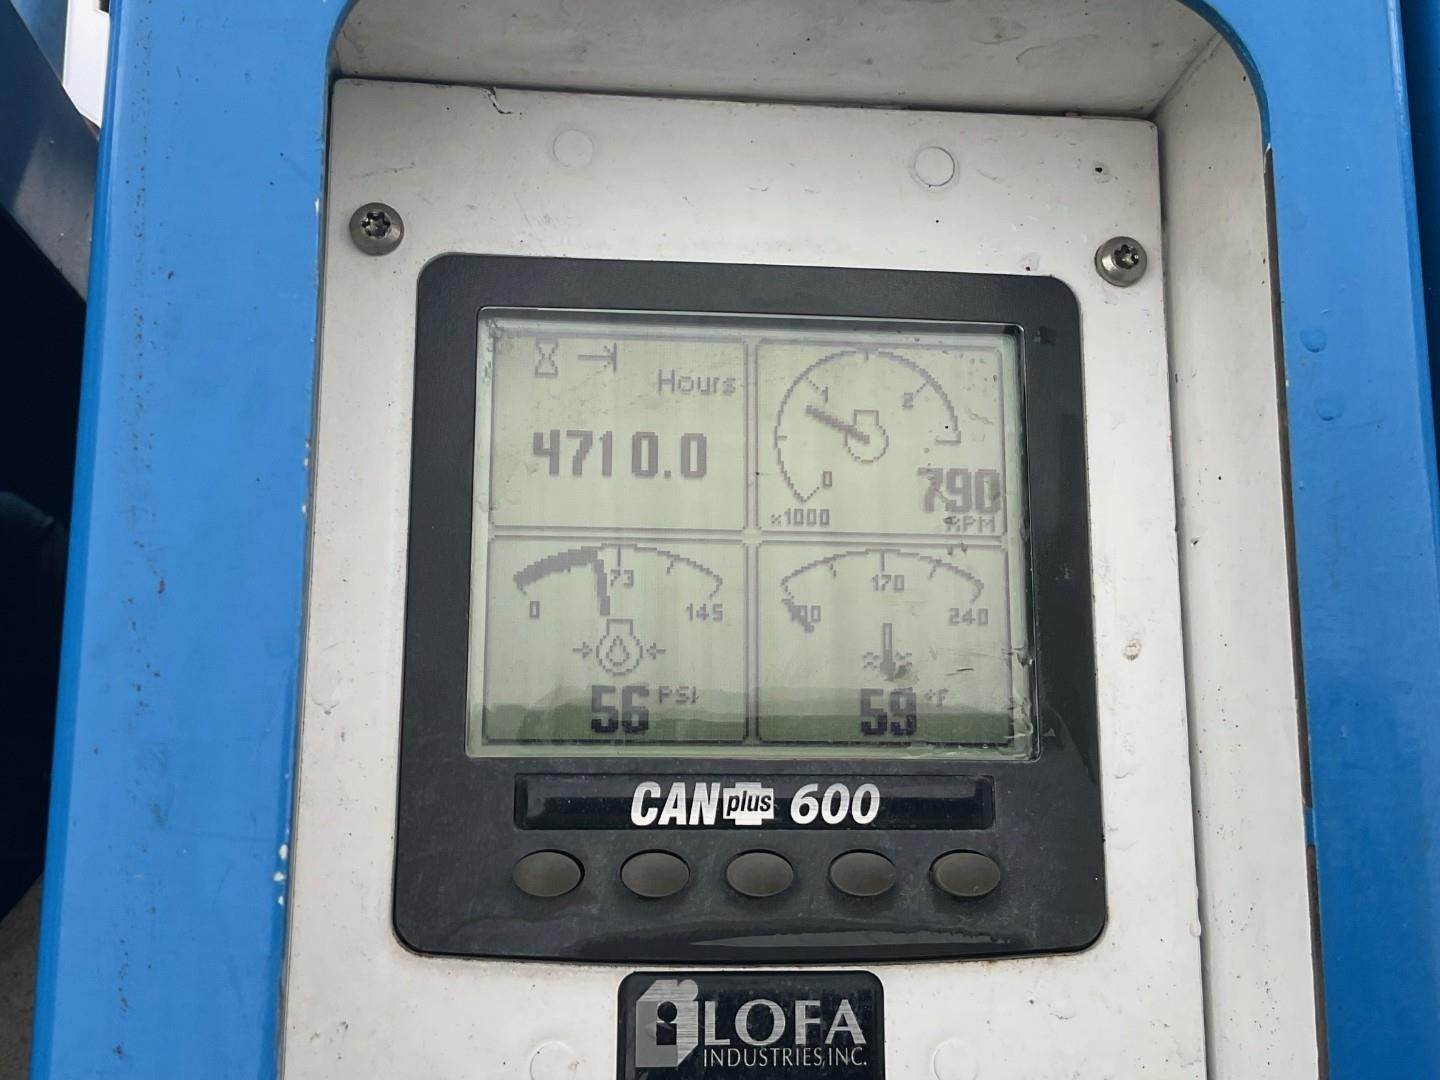 Hours
4710.0
1
2
0
x1000
790
RPM
0
73
145
56 PSI
100
170
240
59 °F
CAN plus 600
LOFA
INDUSTRIES, INC.